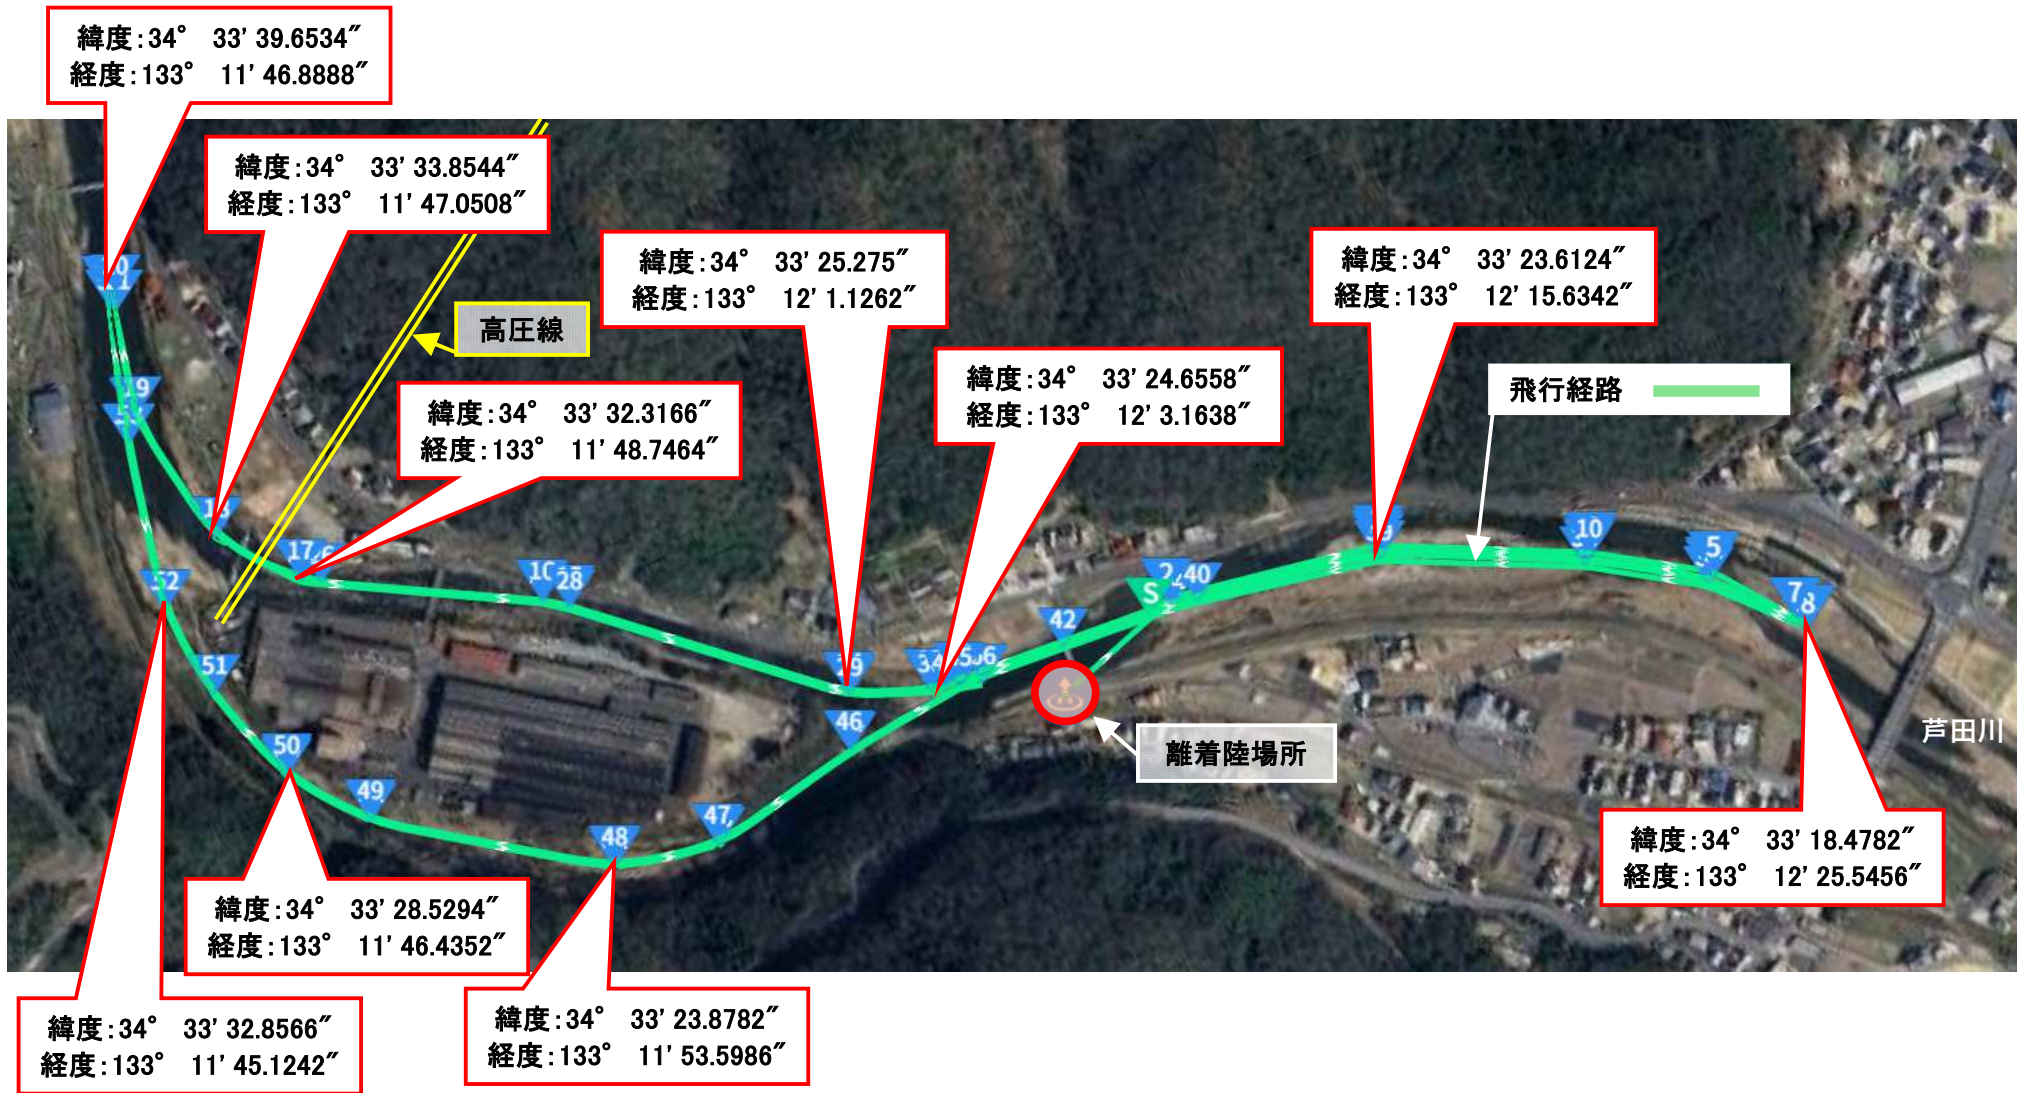 緯度：34°　33’ 39.6534”
経度：133°　11’ 46.8888”
緯度：34°　33’ 33.8544”
経度：133°　11’ 47.0508”
緯度：34°　33’ 25.275”
経度：133°　12’ 1.1262”
緯度：34°　33’ 23.6124”
経度：133°　12’ 15.6342”
高圧線
緯度：34°　33’ 32.3166”
経度：133°　11’ 48.7464”
緯度：34°　33’ 24.6558”
経度：133°　12’ 3.1638”
飛行経路
10
5
17
28
40
S
7
8
42
52
51
46
50
49
47
48
芦田川
離着陸場所
緯度：34°　33’ 18.4782”
経度：133°　12’ 25.5456”
緯度：34°　33’ 28.5294”
経度：133°　11’ 46.4352”
緯度：34°　33’ 32.8566”
経度：133°　11’ 45.1242”
緯度：34°　33’ 23.8782”
経度：133°　11’ 53.5986”